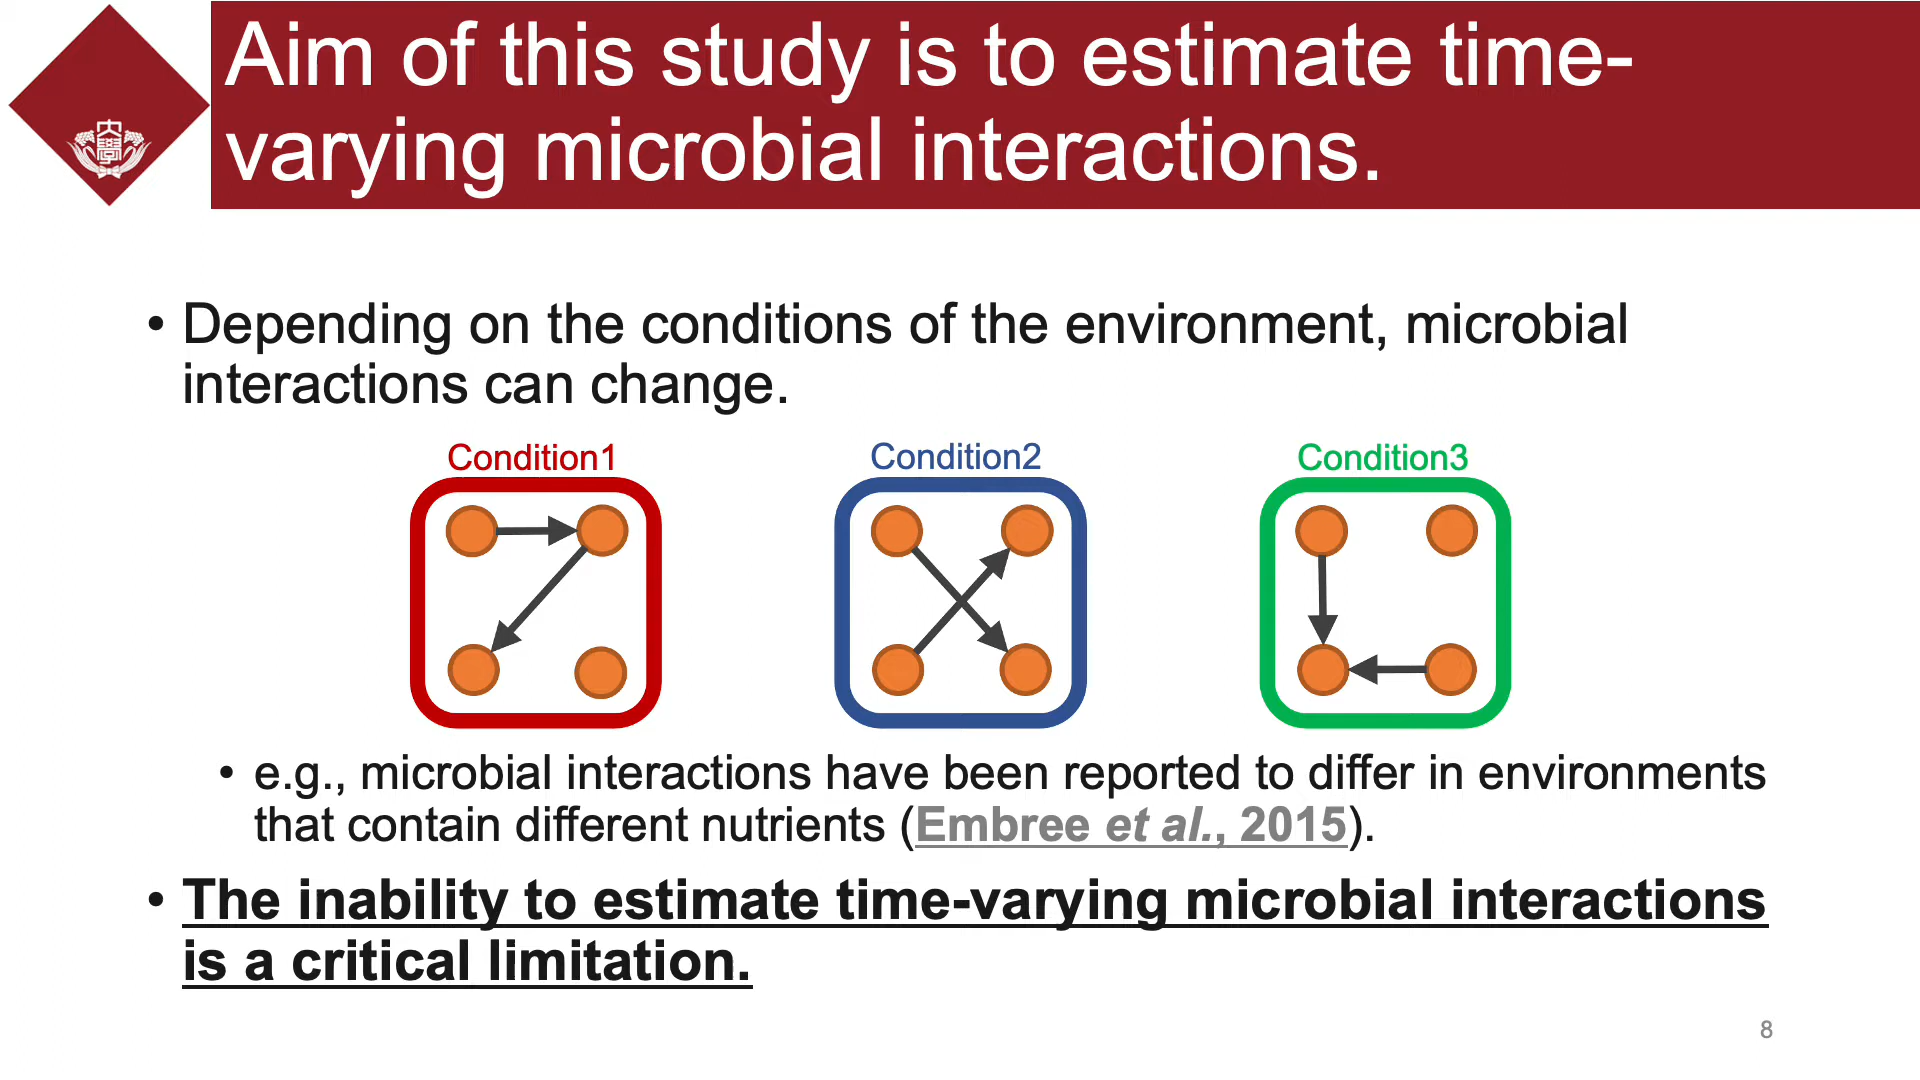 Aim of this study is to estimate time-
varying microbial interactions.
• Depending on the conditions of the environment, microbial
interactions can change.
Condition1
Condition2
Condition3
• e.g., microbial interactions have been reported to differ in environments
that contain different nutrients (Embree et al., 2015).
• The inability to estimate time-varying microbial interactions
is a critical limitation.
8